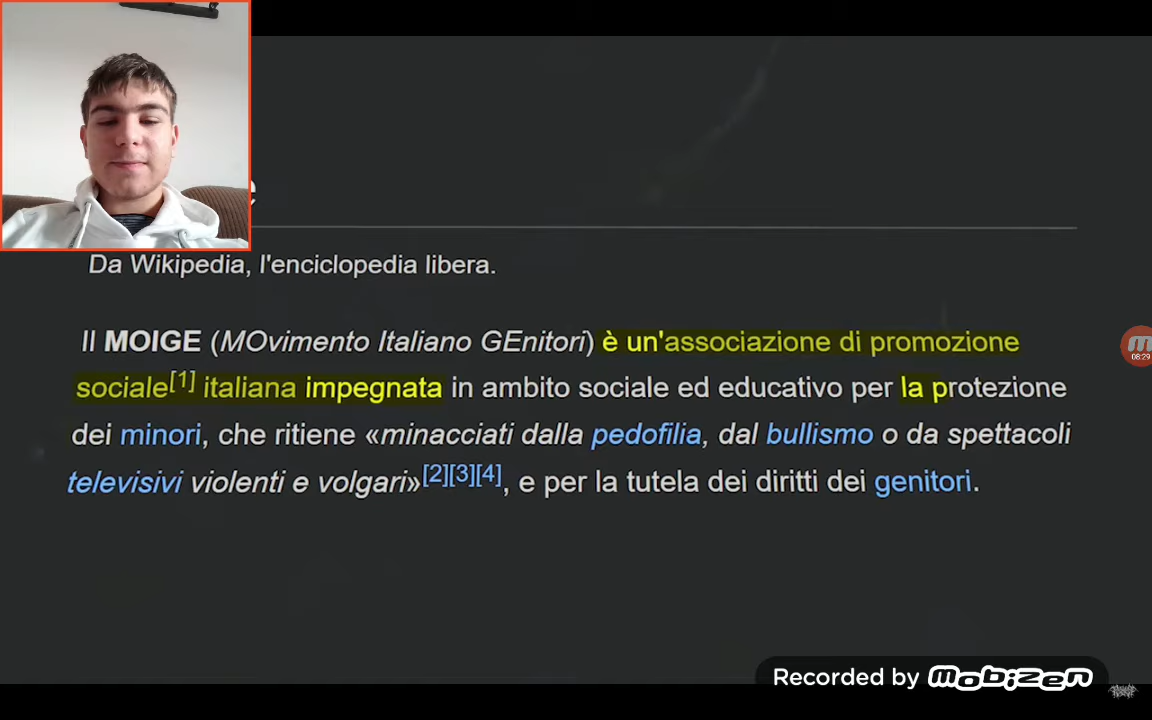 e
Da Wikipedia, l'enciclopedia libera.
Il MOIGE (MOvimento Italiano GEnitori) è un'associazione di promozione
sociale[1] italiana impegnata in ambito sociale ed educativo per la protezione
dei minori, che ritiene «minacciati dalla pedofilia, dal bullismo o da spettacoli
televisivi violenti e volgari»[2][3][4], e per la tutela dei diritti dei genitori.
08:29
Recorded by mobizen